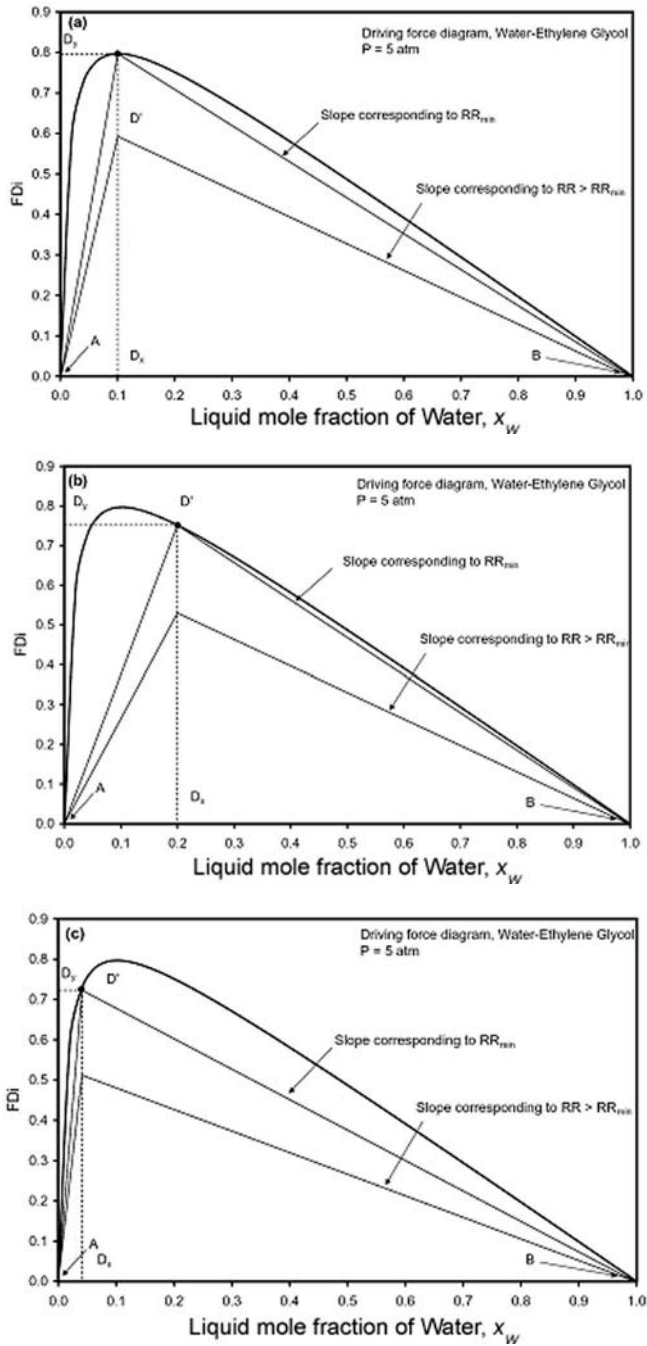 (a)
Driving force diagram, Water-Ethylene Glycol
P = 5 atm
0.9
0.8
0.7
0.6
0.5
0.4
0.3
0.2
0.1
0.0
FDi
Dy
D'
Slope corresponding to RRmin
Slope corresponding to RR > RRmin
A
Dx
B
0.0 0.1 0.2 0.3 0.4 0.5 0.6 0.7 0.8 0.9 1.0
Liquid mole fraction of Water, xw
(b)
Driving force diagram, Water-Ethylene Glycol
P = 5 atm
0.9
0.8
0.7
0.6
0.5
0.4
0.3
0.2
0.1
0.0
FDi
Dy
D'
Slope corresponding to RRmin
Slope corresponding to RR > RRmin
A
Dx
B
0.0 0.1 0.2 0.3 0.4 0.5 0.6 0.7 0.8 0.9 1.0
Liquid mole fraction of Water, xw
(c)
Driving force diagram, Water-Ethylene Glycol
P = 5 atm
0.9
0.8
0.7
0.6
0.5
0.4
0.3
0.2
0.1
0.0
FDi
Dy
D'
Slope corresponding to RRmin
Slope corresponding to RR > RRmin
A
Dx
B
0.0 0.1 0.2 0.3 0.4 0.5 0.6 0.7 0.8 0.9 1.0
Liquid mole fraction of Water, xw